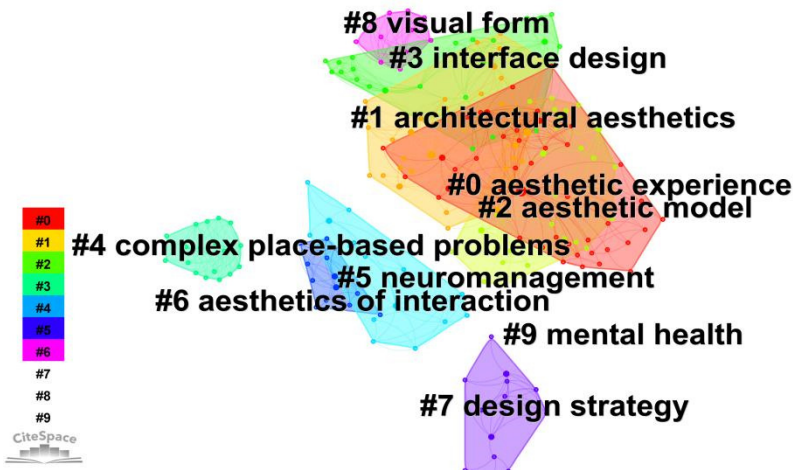 #8 visual form
#3 interface design
#1 architectural aesthetics
#0 aesthetic experience
#2 aesthetic model
#4 complex place-based problems
#5 neuromanagement
#6 aesthetics of interaction
#9 mental health
#7 design strategy
#0
#1
#2
#3
#4
#5
#6
#7
#8
#9
CiteSpace